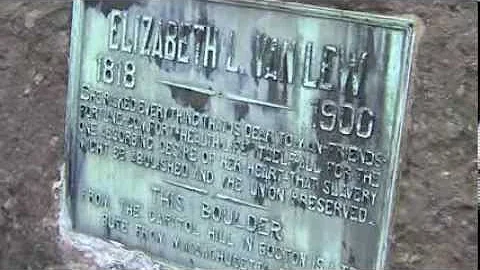 ELIZABETH L. VAN LEW
1818 1900
SHE RISKED EVERYTHING THAT IS DEAR TO MAN—FRIENDS—
FORTUNE—COMFORT—HEALTH—LIFE ITSELF—ALL FOR THE
ONE ABSORBING DESIRE OF HER HEART—THAT SLAVERY
MIGHT BE ABOLISHED AND THE UNION PRESERVED.
THIS BOULDER
FROM THE CAPITOL HILL IN BOSTON IS A
FROM MASSACHUSETTS